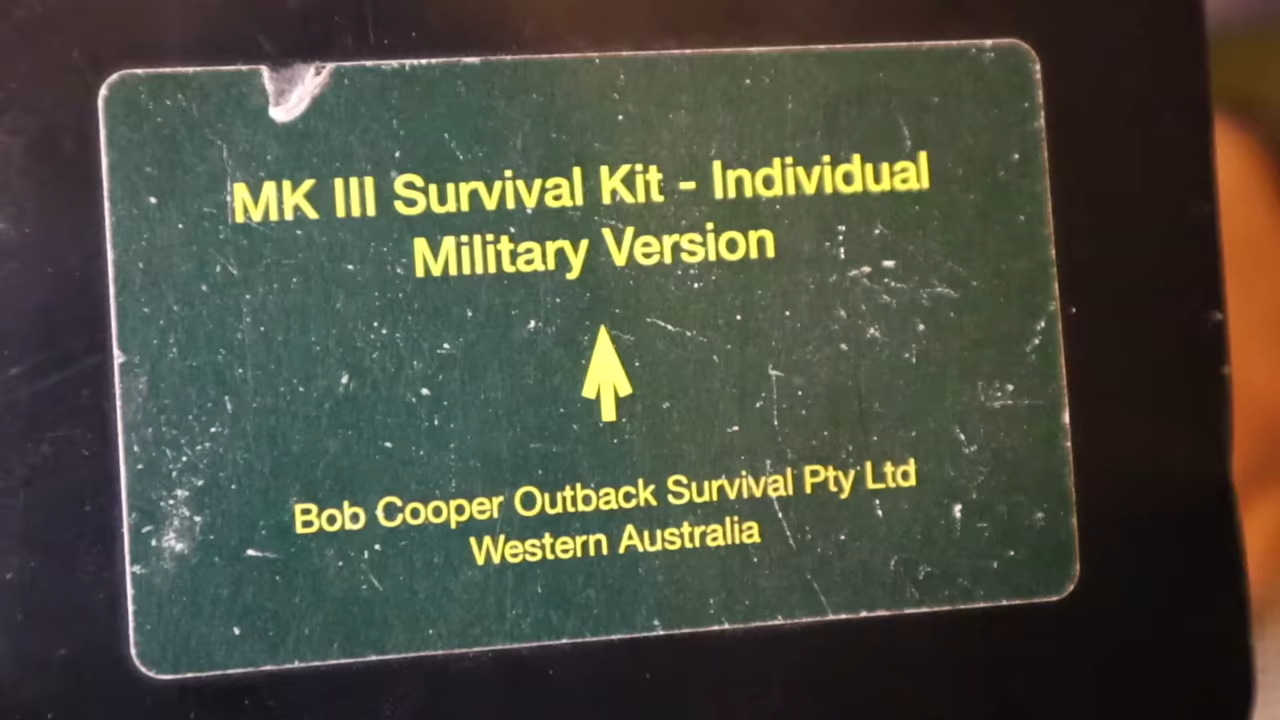 MK III Survival Kit - Individual
Military Version
Bob Cooper Outback Survival Pty Ltd
Western Australia